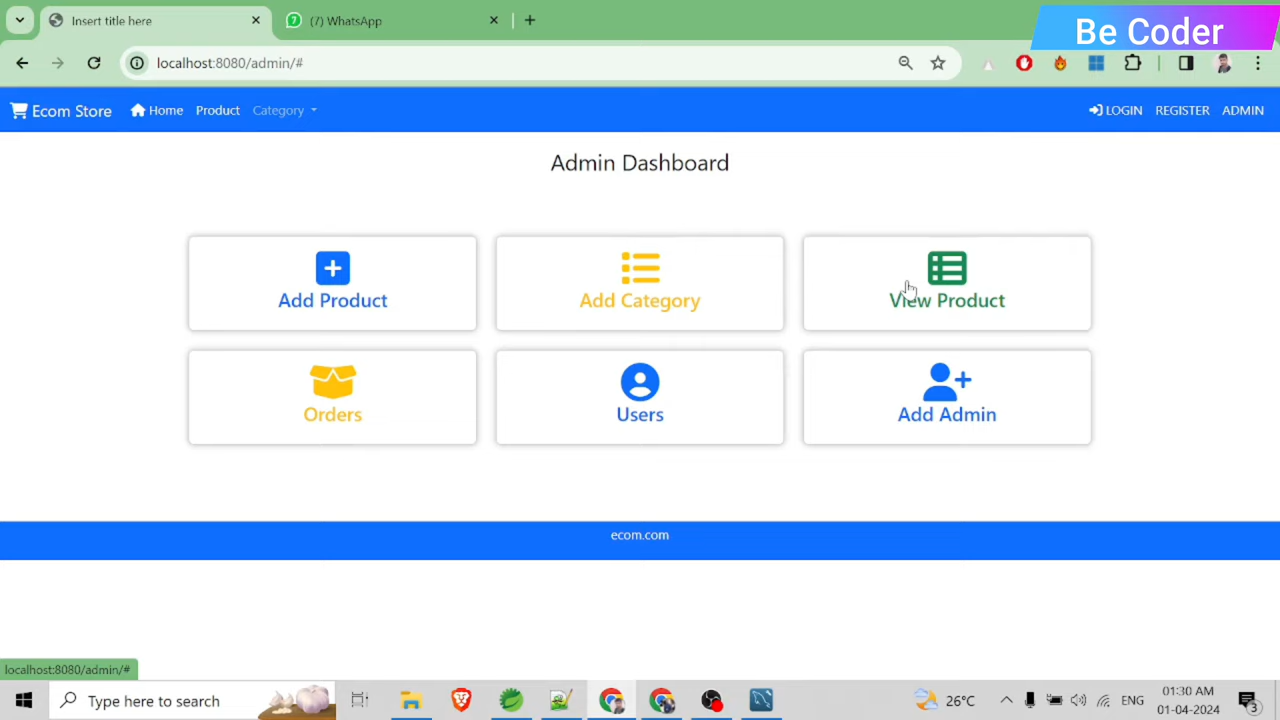 Insert title here
(7) WhatsApp
Be Coder
localhost:8080/admin/#
Ecom Store Home Product Category LOGIN REGISTER ADMIN
Admin Dashboard
Add Product
Add Category
View Product
Orders
Users
Add Admin
ecom.com
localhost:8080/admin/#
Type here to search
26°C
ENG
01:30 AM
01-04-2024
3